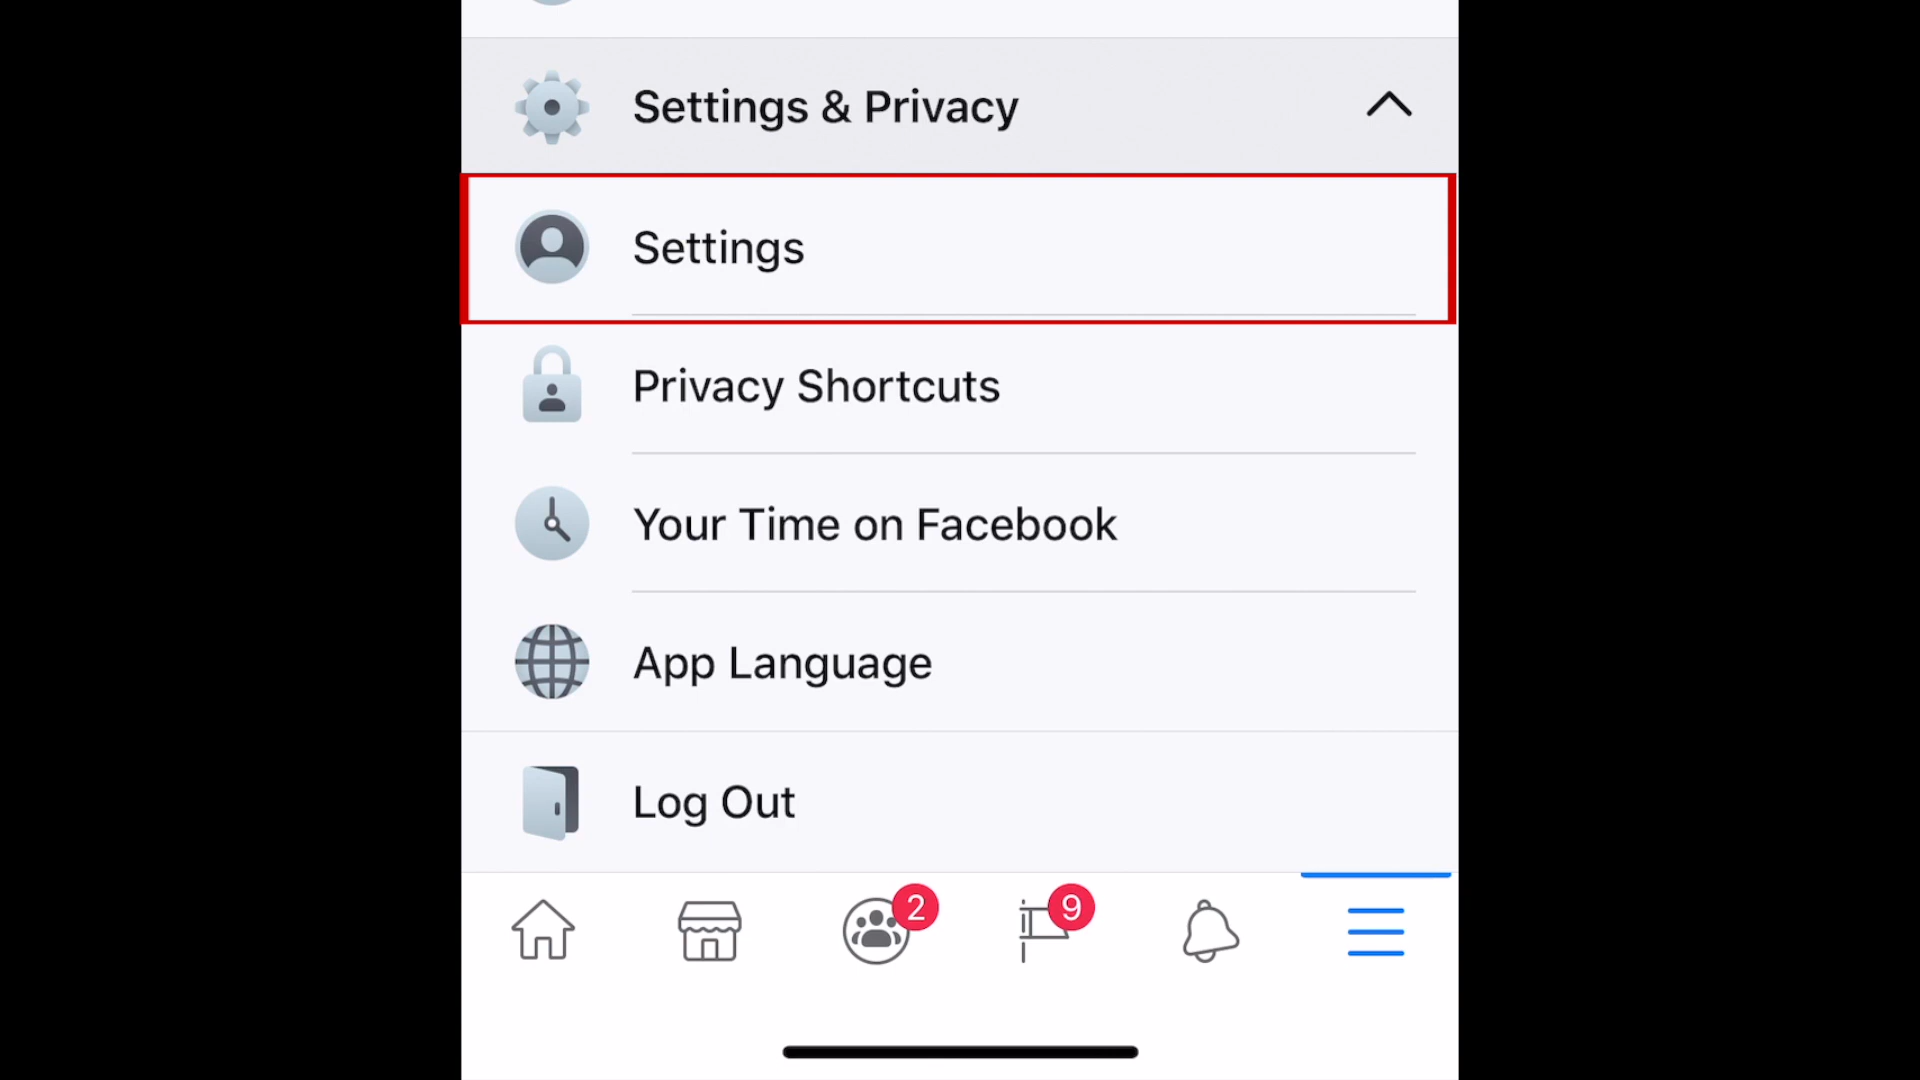 Settings & Privacy
Settings
Privacy Shortcuts
Your Time on Facebook
App Language
Log Out
2
9